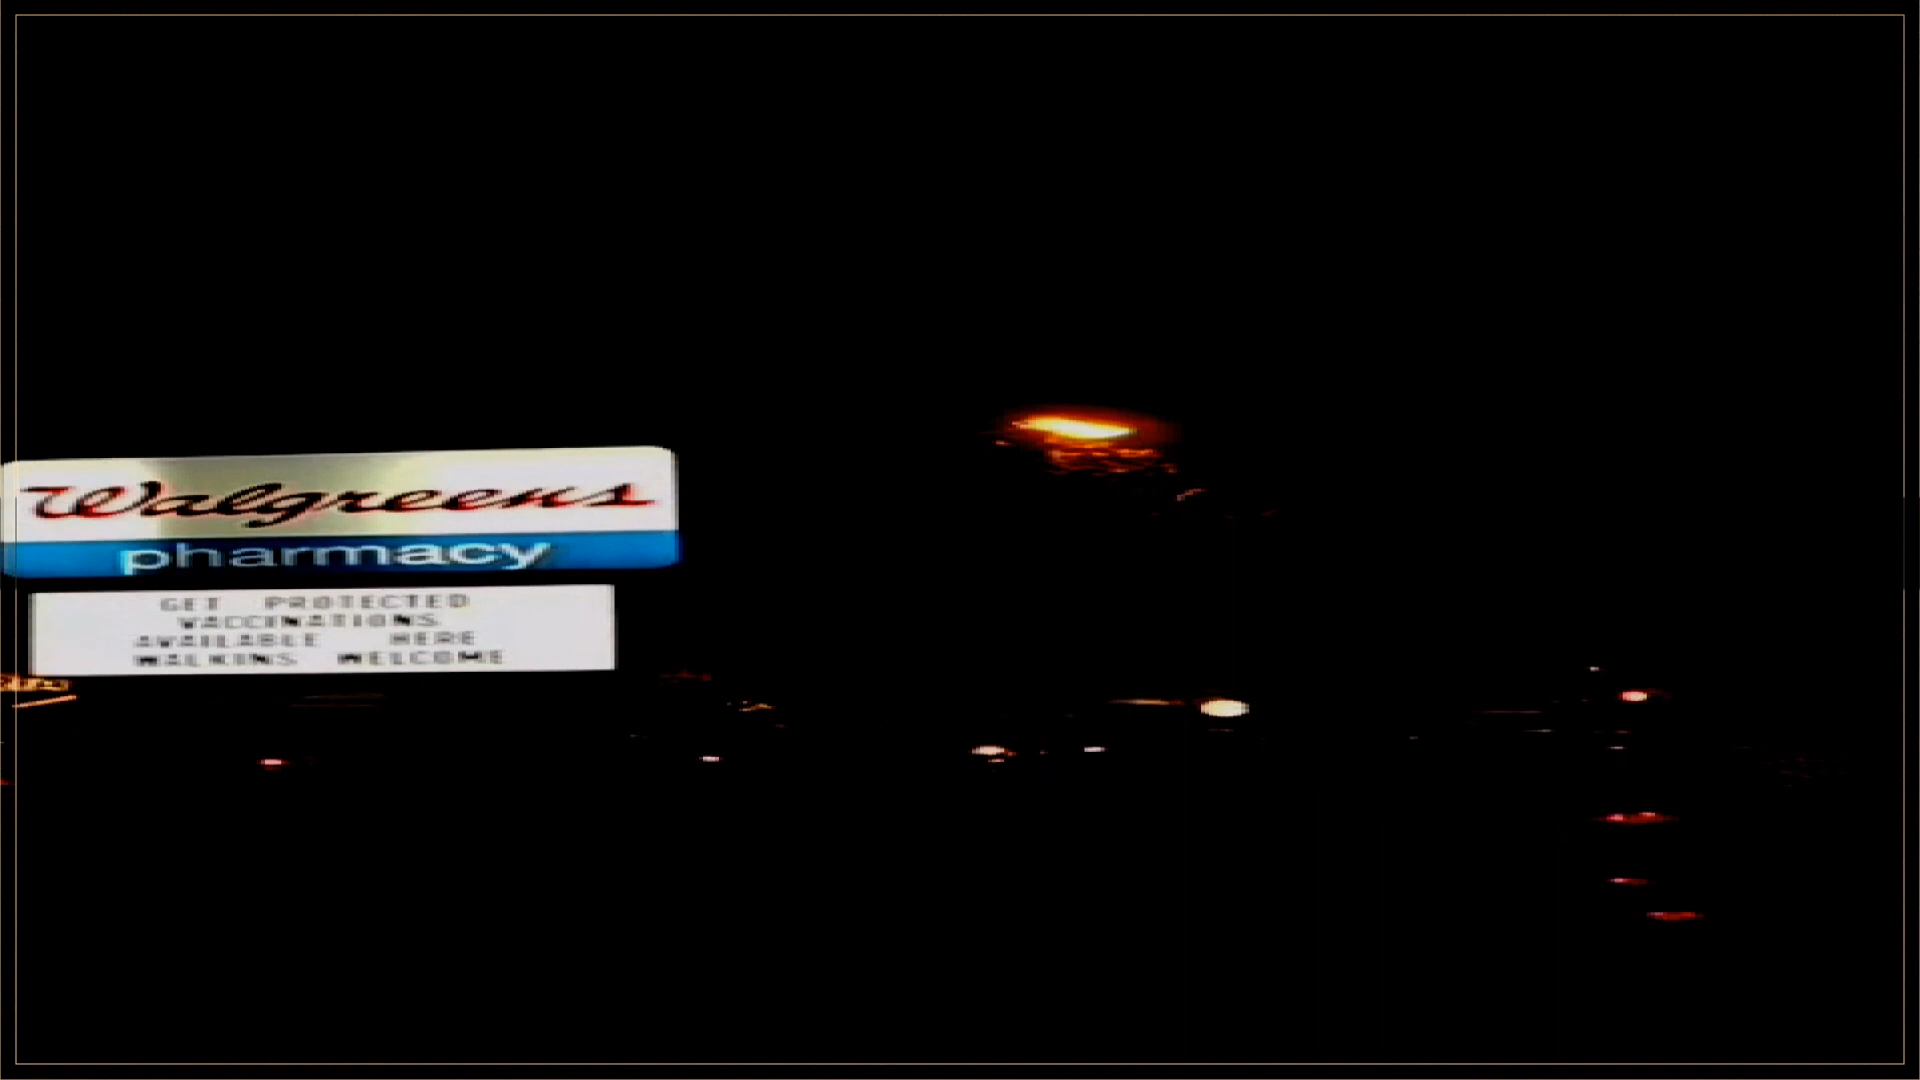 Walgreens
pharmacy
GET PROTECTED
VACCINATIONS
AVAILABLE HERE
WALKINS WELCOME